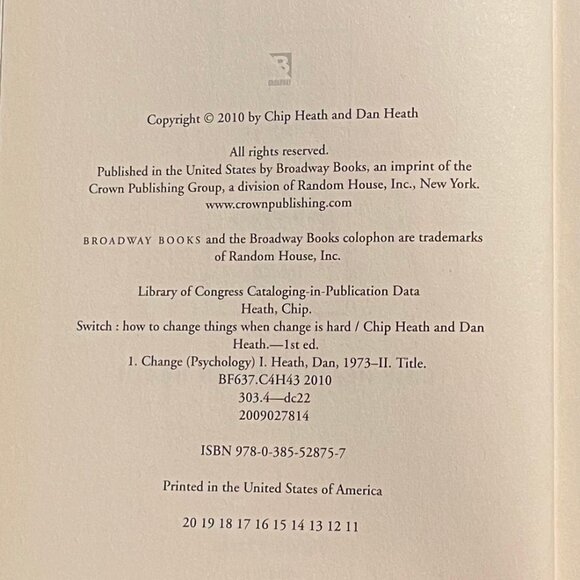 Copyright © 2010 by Chip Heath and Dan Heath
All rights reserved.
Published in the United States by Broadway Books, an imprint of the
Crown Publishing Group, a division of Random House, Inc., New York.
www.crownpublishing.com
BROADWAY BOOKS and the Broadway Books colophon are trademarks
of Random House, Inc.
Library of Congress Cataloging-in-Publication Data
Heath, Chip.
Switch : how to change things when change is hard / Chip Heath and Dan
Heath.—1st ed.
1. Change (Psychology) I. Heath, Dan, 1973–II. Title.
BF637.C4H43 2010
303.4—dc22
2009027814
ISBN 978-0-385-52875-7
Printed in the United States of America
20 19 18 17 16 15 14 13 12 11